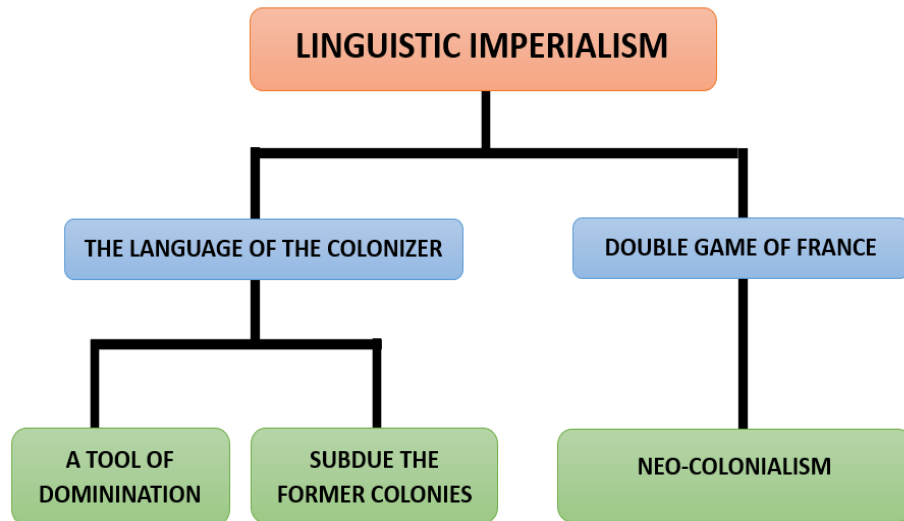 LINGUISTIC IMPERIALISM
THE LANGUAGE OF THE COLONIZER
DOUBLE GAME OF FRANCE
A TOOL OF
DOMININATION
SUBDUE THE
FORMER COLONIES
NEO-COLONIALISM